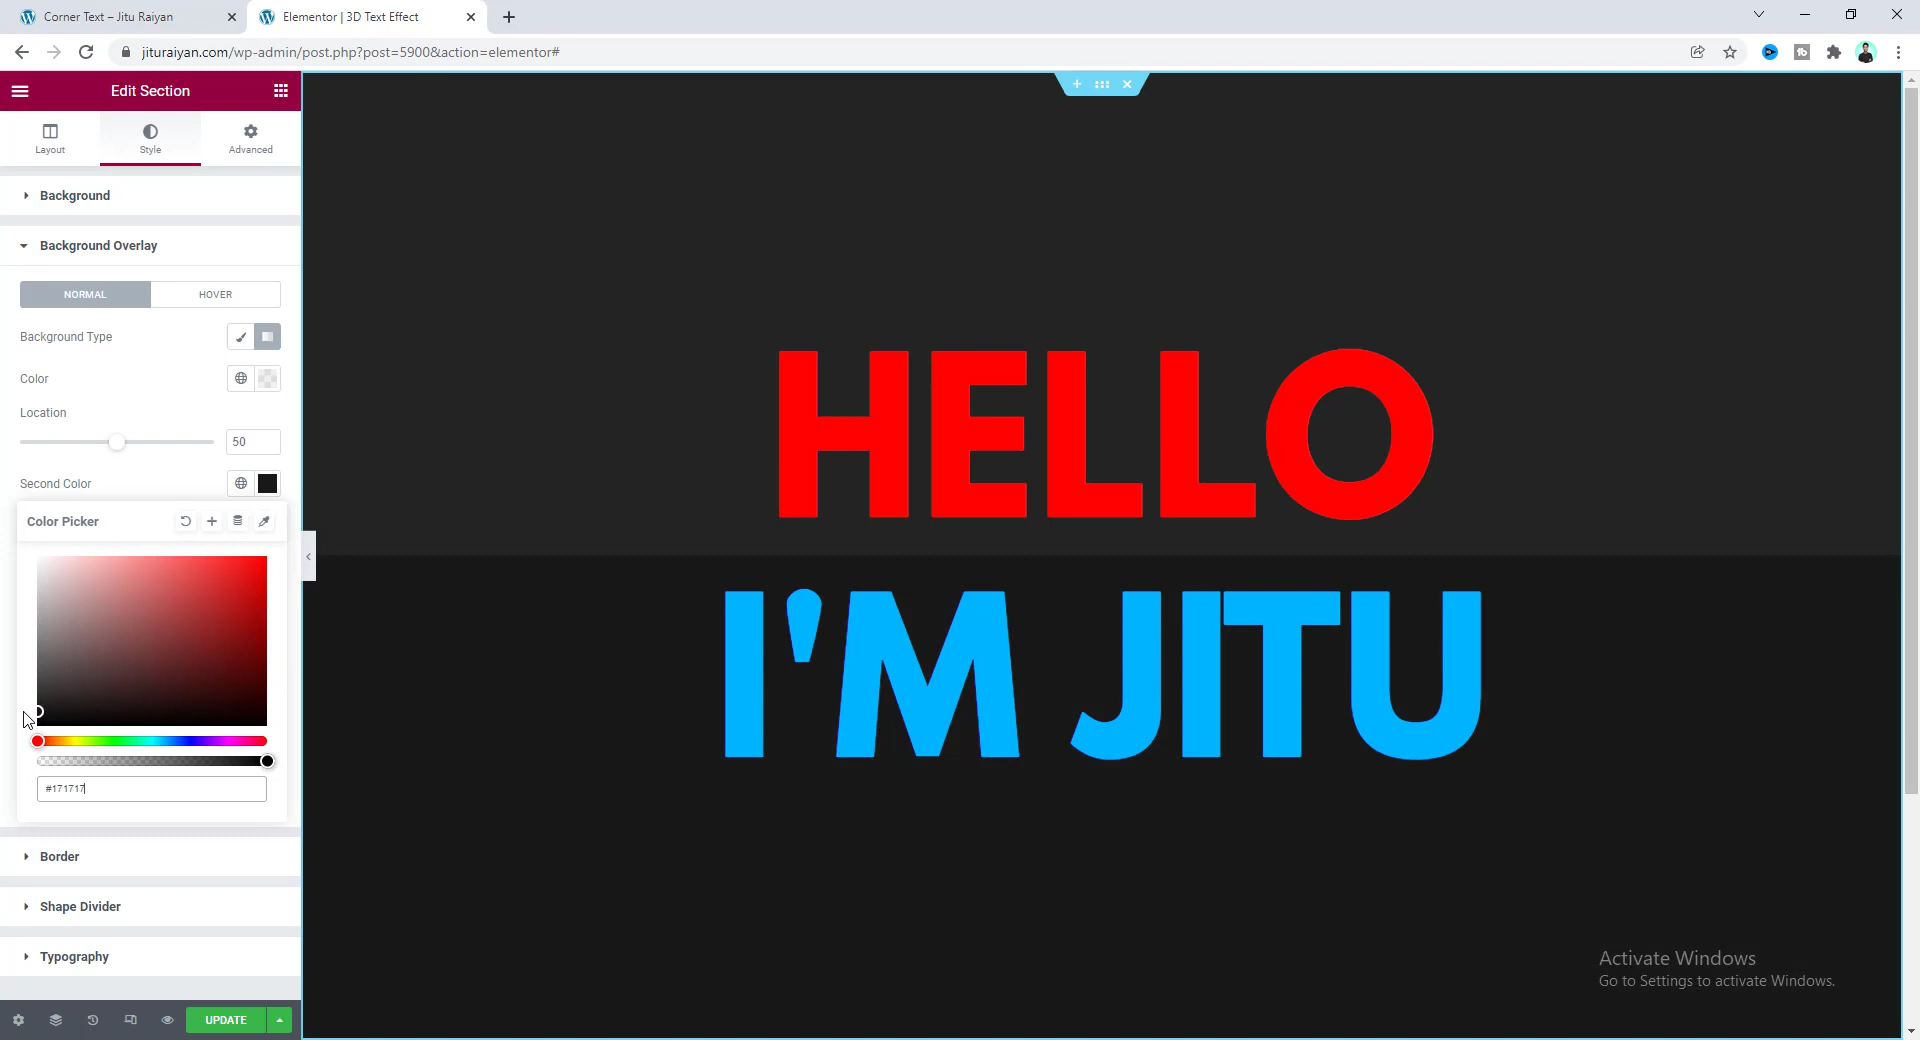 Corner Text – Jitu Raiyan
Elementor | 3D Text Effect
jituraiyan.com/wp-admin/post.php?post=5900&action=elementor#
Edit Section
Layout
Style
Advanced
Background
Background Overlay
NORMAL
HOVER
Background Type
Color
Location
50
Second Color
Color Picker
#171717
Border
Shape Divider
Typography
UPDATE
HELLO
I'M JITU
Activate Windows
Go to Settings to activate Windows.